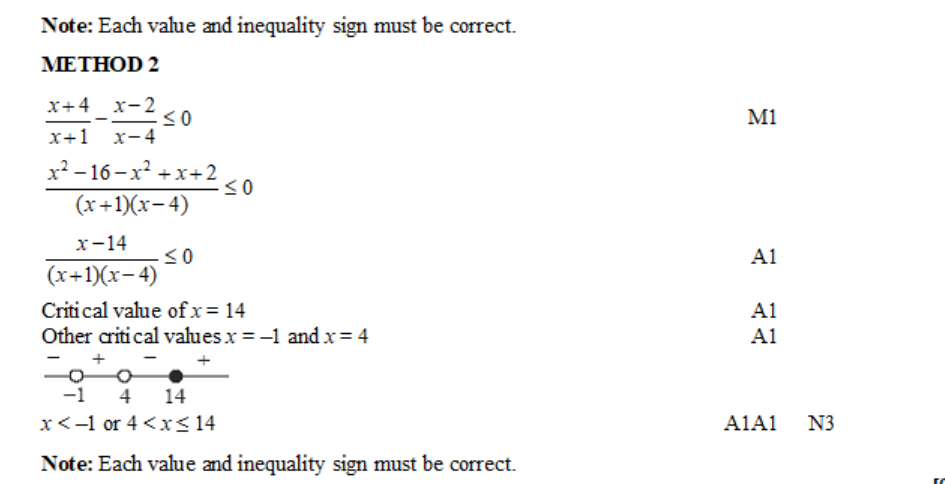 Note: Each value and inequality sign must be correct.
METHOD 2
(x+4)/(x+1) − (x−2)/(x−4) ≤ 0 M1
(x² −16 − x² + x + 2)/((x+1)(x−4)) ≤ 0
(x−14)/((x+1)(x−4)) ≤ 0 A1
Critical value of x = 14 A1
Other critical values x = –1 and x = 4 A1
− + − +
−1 4 14
x < –1 or 4 < x ≤ 14 A1A1 N3
Note: Each value and inequality sign must be correct.